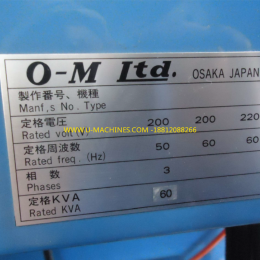 O-M Ltd. OSAKA JAPAN
製作番号、機種
Manf,s No. Type
定格電圧 200 200 220
Rated volt(V)
WWW.U-MACHINES.COM -18812088266
定格周波数 50 60 60
Rated freq. (Hz)
相 数 3
Phases
定格KVA 60
Rated KVA